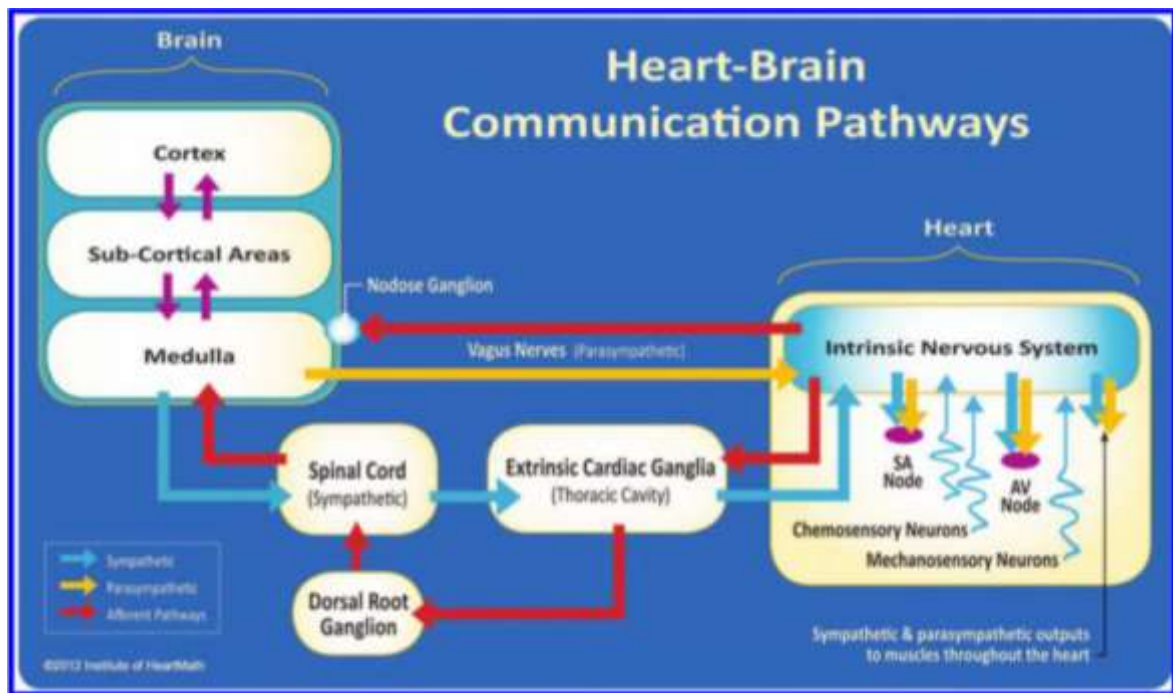 Brain
Heart-Brain
Communication Pathways
Cortex
Sub-Cortical Areas
Medulla
Nodose Ganglion
Vagus Nerves (Parasympathetic)
Heart
Intrinsic Nervous System
Spinal Cord
(Sympathetic)
Extrinsic Cardiac Ganglia
(Thoracic Cavity)
SA
Node
AV
Node
Chemosensory Neurons
Mechanosensory Neurons
Dorsal Root
Ganglion
Sympathetic
Parasympathetic
Afferent Pathways
Sympathetic & parasympathetic outputs
to muscles throughout the heart
©2012 Institute of HeartMath